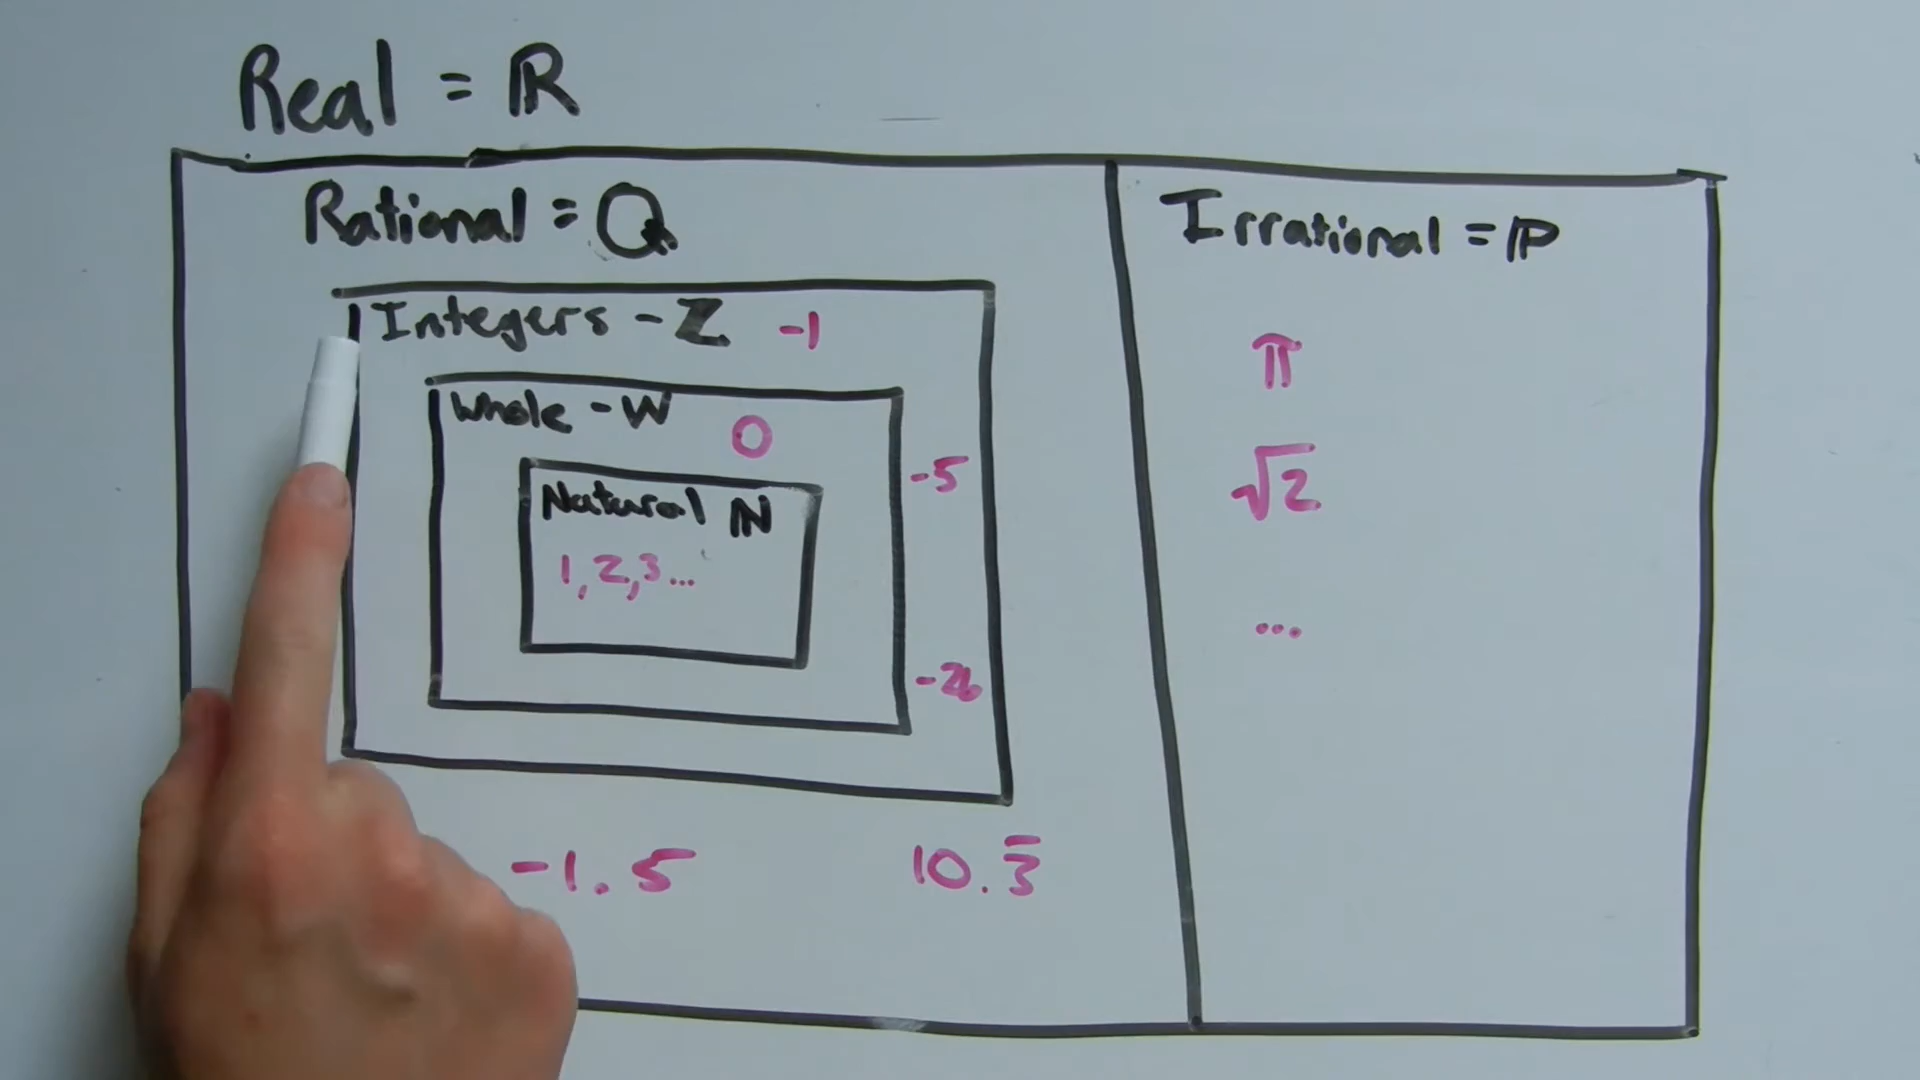 Real = ℝ
Rational = Q
Irrational = ℙ
Integers - Z -1
π
Whole - W
0
-5
√2
Natural ℕ
1, 2, 3...
...
-26
-1.5
10.3̅